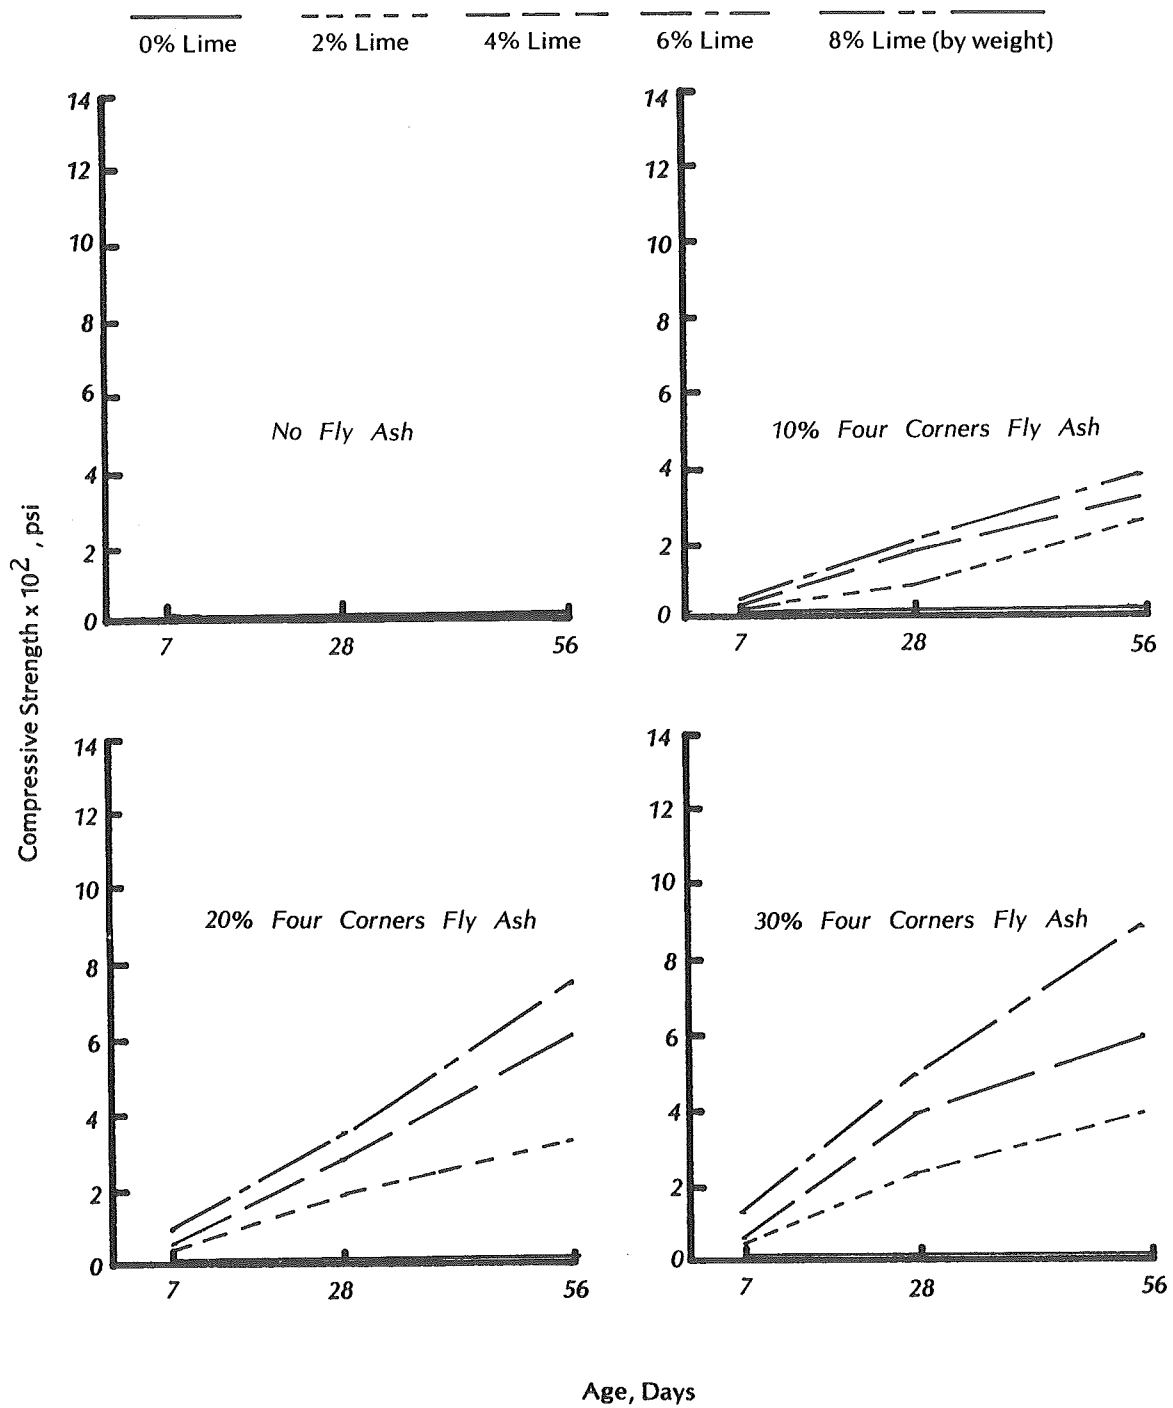 0% Lime 2% Lime 4% Lime 6% Lime 8% Lime (by weight)
Compressive Strength x 10², psi
14
12
10
8
6
4
2
0
No Fly Ash
7 28 56
14
12
10
8
6
4
2
0
10% Four Corners Fly Ash
7 28 56
14
12
10
8
6
4
2
0
20% Four Corners Fly Ash
7 28 56
14
12
10
8
6
4
2
0
30% Four Corners Fly Ash
7 28 56
Age, Days